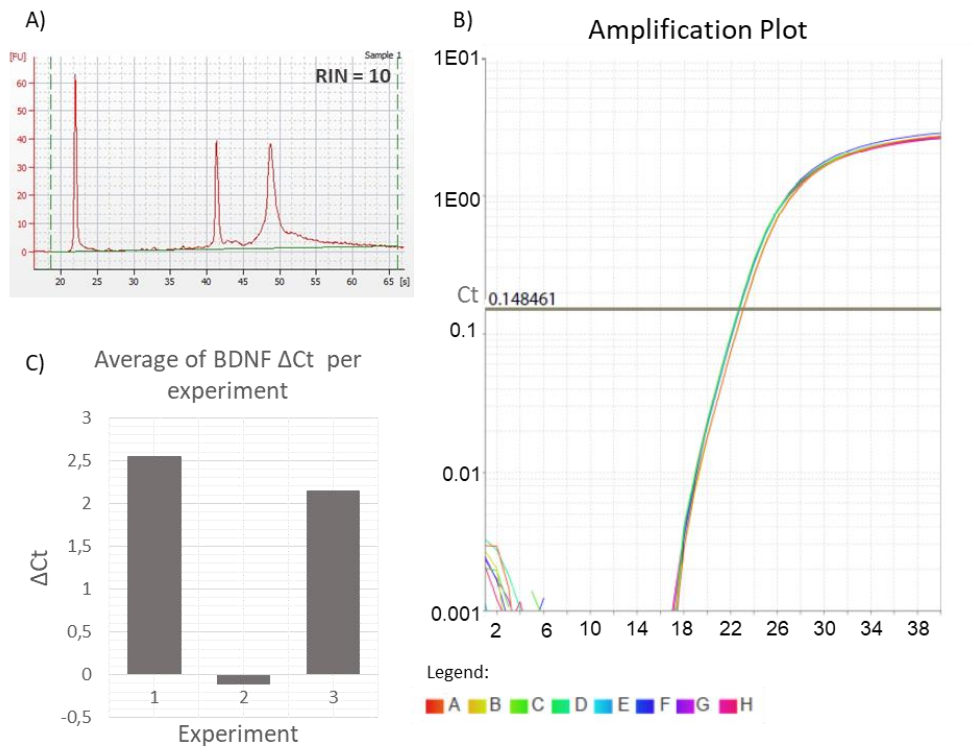 A)
[FU]
Sample 1
RIN = 10
60
50
40
30
20
10
0
20 25 30 35 40 45 50 55 60 65 [s]
B)
Amplification Plot
1E01
1E00
Ct 0.148461
0.1
0.01
0.001
2 6 10 14 18 22 26 30 34 38
Legend:
A B C D E F G H
C)
Average of BDNF ΔCt per
experiment
3
2,5
2
1,5
1
0,5
0
-0,5
ΔCt
1 2 3
Experiment